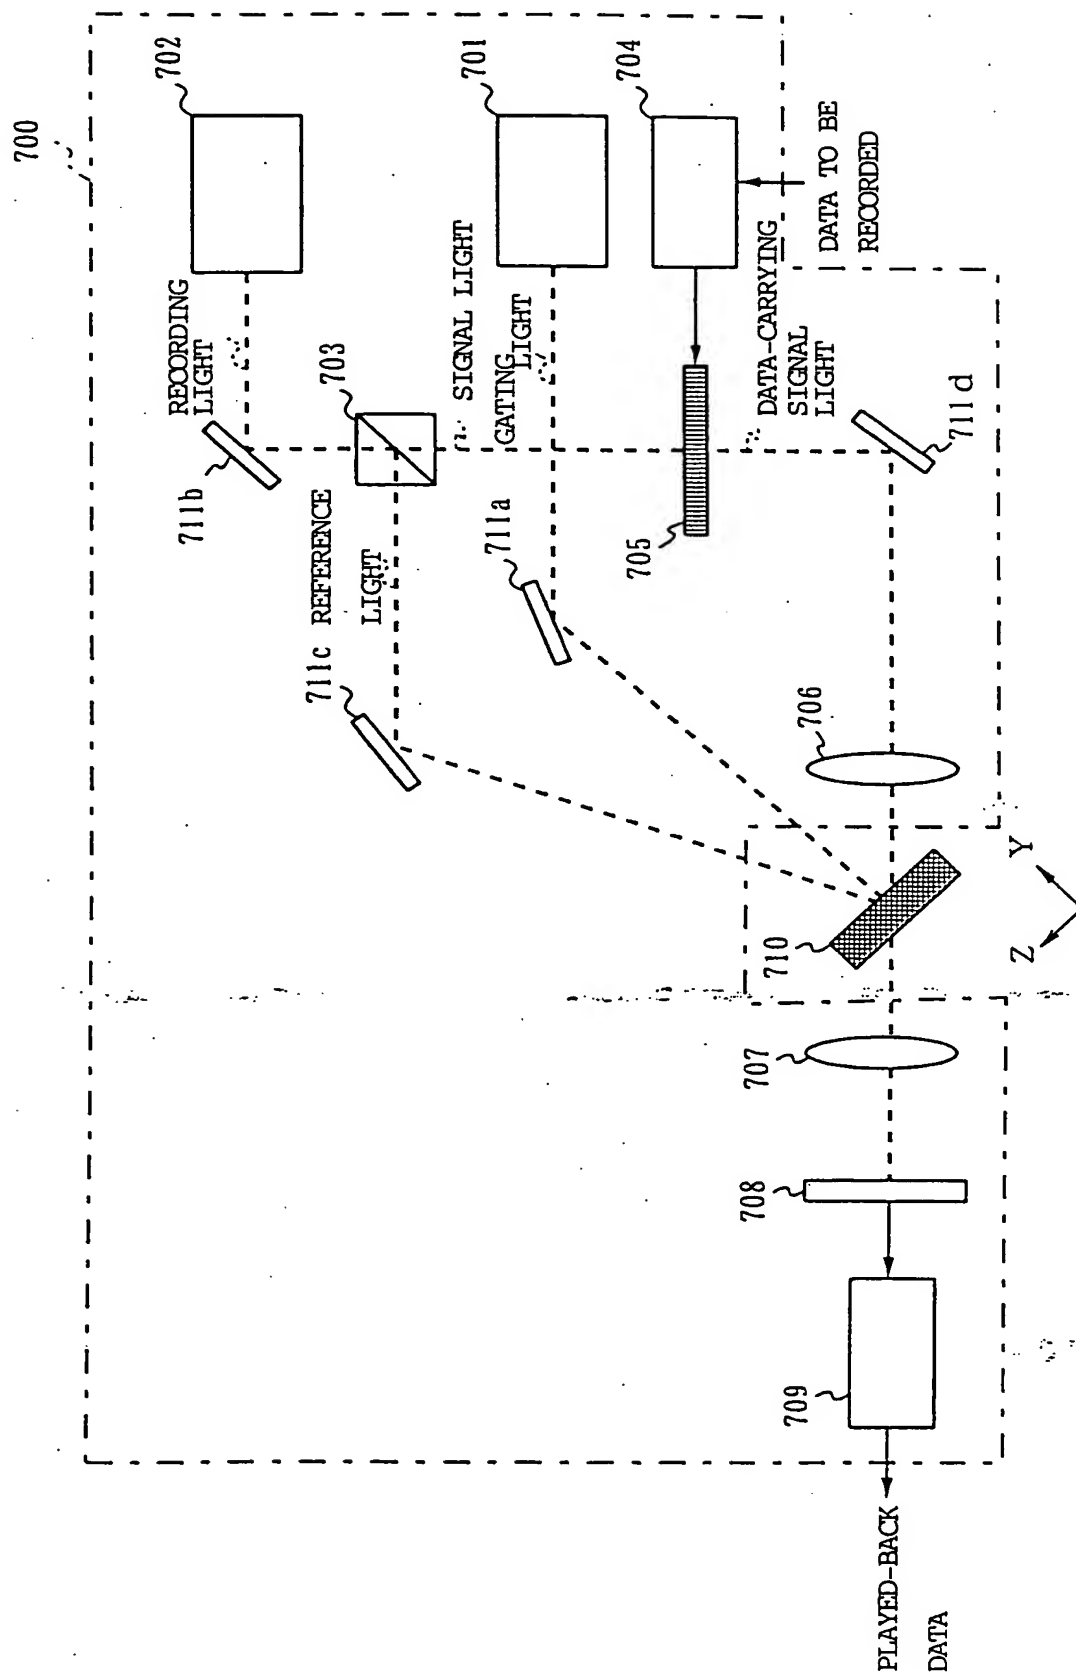 700
702
701
704
RECORDING
LIGHT
SIGNAL LIGHT
GATING
LIGHT
DATA TO BE
RECORDED
DATA-CARRYING
SIGNAL
LIGHT
703
711b
711c REFERENCE
LIGHT
711a
705
711d
706
710
Y
Z
707
708
709
PLAYED-BACK
DATA